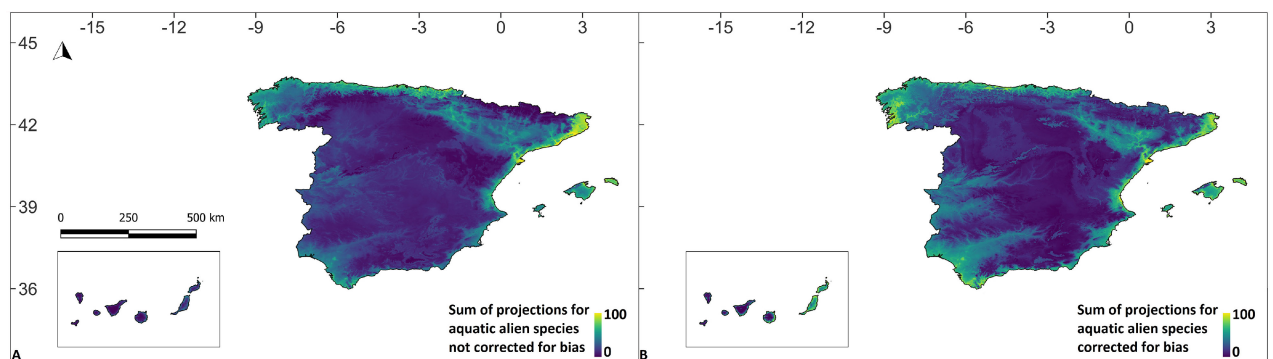 -15 -12 -9 -6 -3 0 3 -15 -12 -9 -6 -3 0 3
45
42
39
0 250 500 km
36
Sum of projections for
aquatic alien species
not corrected for bias
100
0
A
Sum of projections for
aquatic alien species
corrected for bias
100
0
B